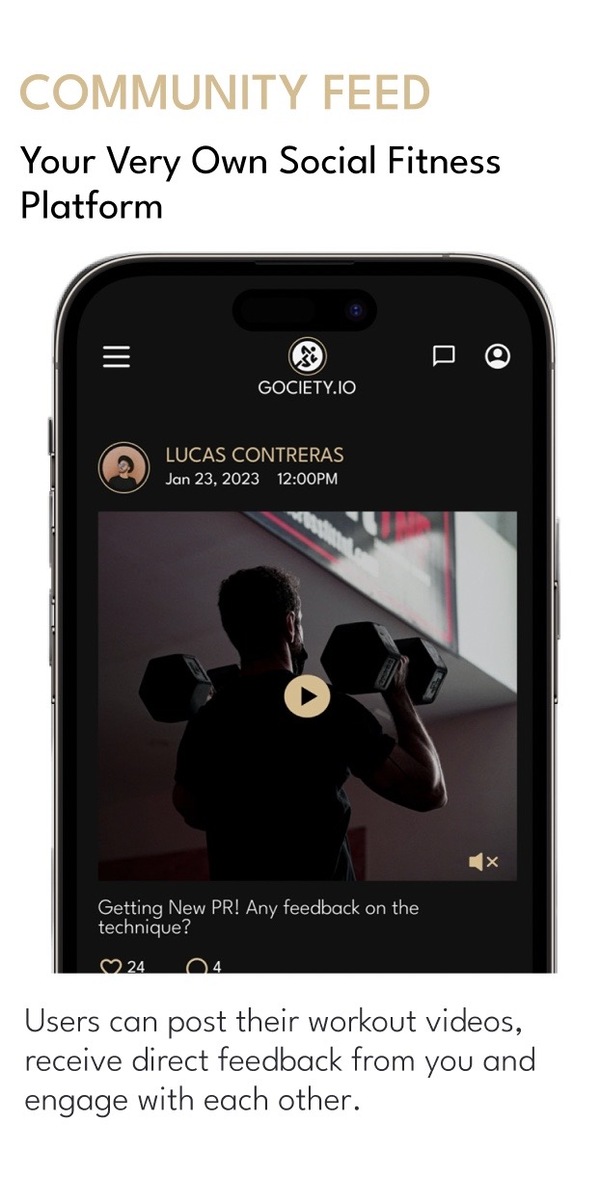 COMMUNITY FEED
Your Very Own Social Fitness
Platform
GOCIETY.IO
LUCAS CONTRERAS
Jan 23, 2023 12:00PM
Getting New PR! Any feedback on the
technique?
24 4
Users can post their workout videos,
receive direct feedback from you and
engage with each other.